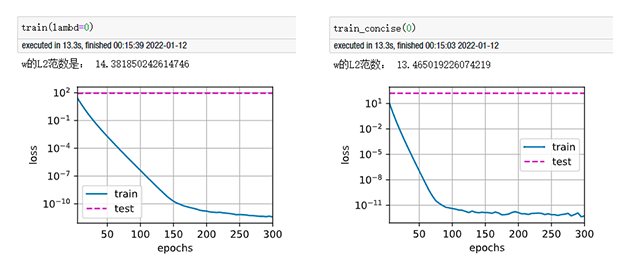 train(lambd=0)
executed in 13.3s, finished 00:15:39 2022-01-12
w的L2范数是： 14.381850242614746
10²
10⁻¹
10⁻⁴
10⁻⁷
10⁻¹⁰
loss
train
test
50 100 150 200 250 300
epochs
train_concise(0)
executed in 13.3s, finished 00:15:03 2022-01-12
w的L2范数： 13.465019226074219
10¹
10⁻²
10⁻⁵
10⁻⁸
10⁻¹¹
loss
train
test
50 100 150 200 250 300
epochs